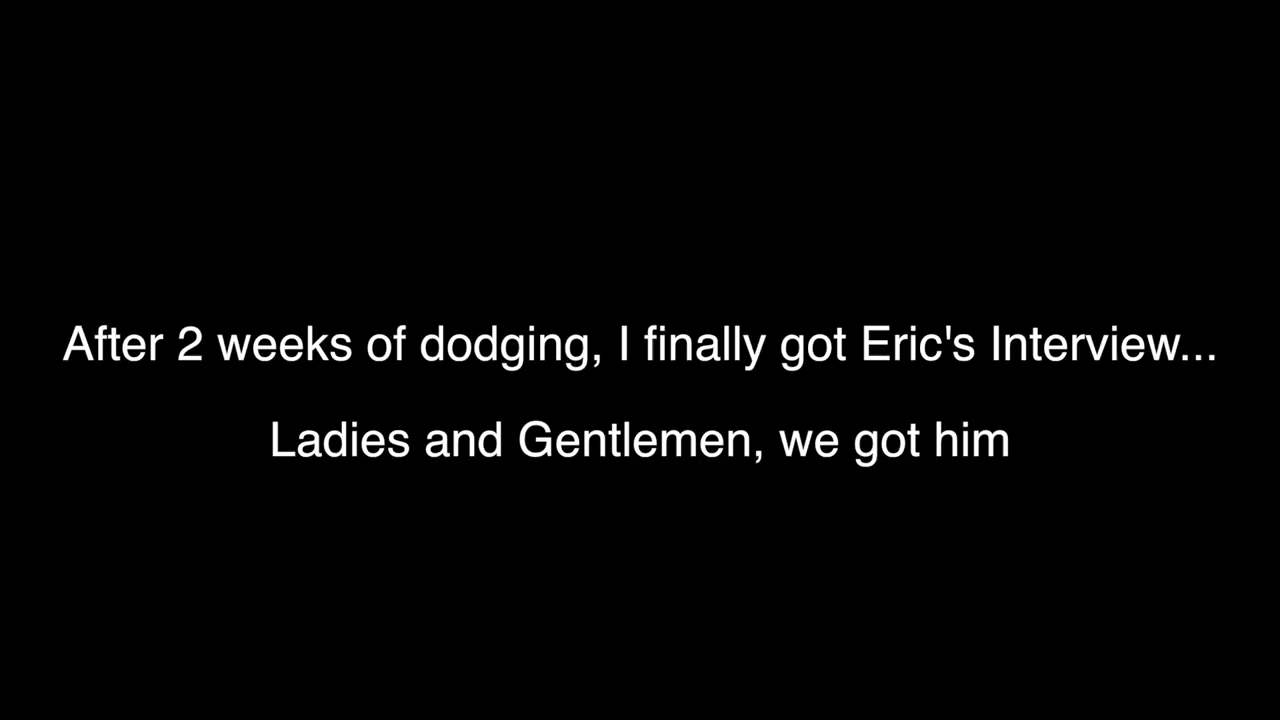 After 2 weeks of dodging, I finally got Eric's Interview...
Ladies and Gentlemen, we got him